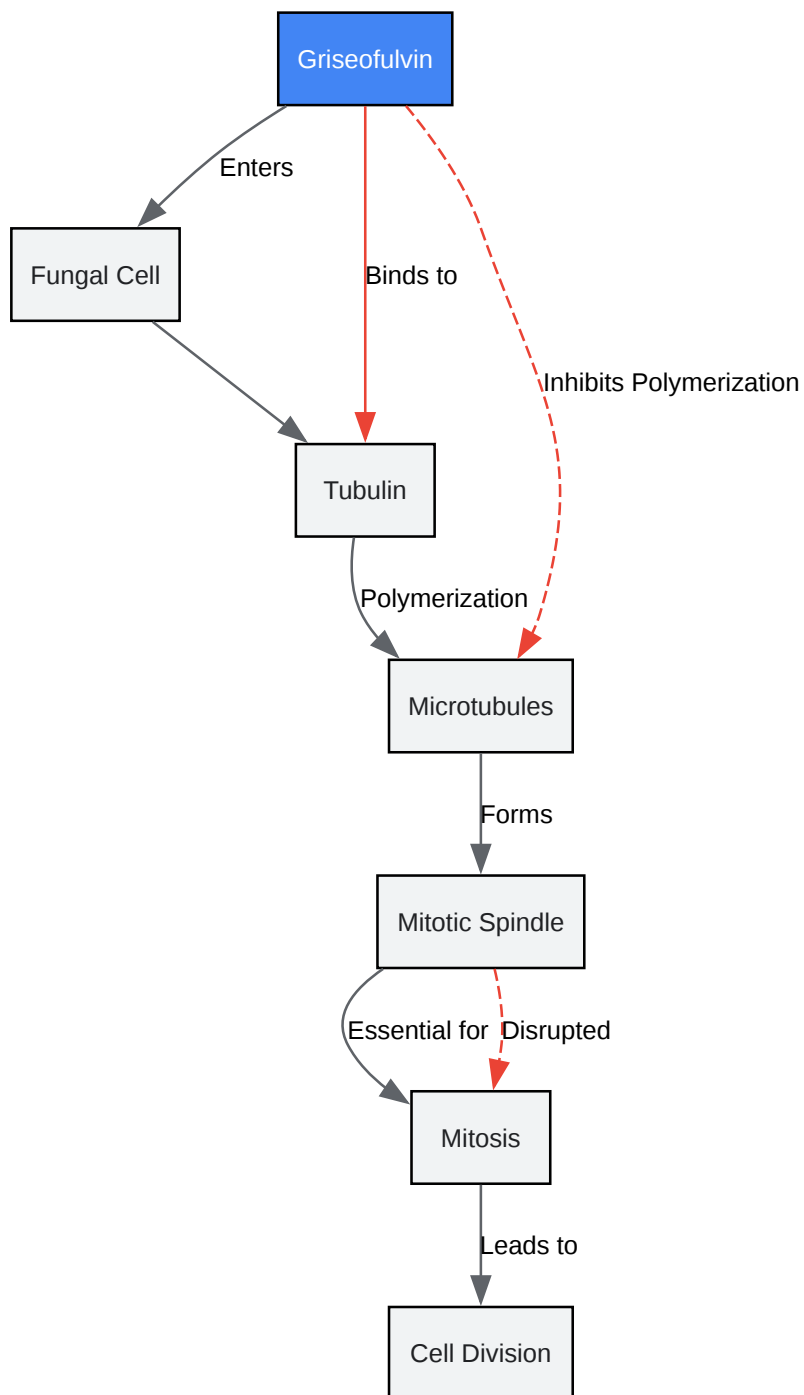 Griseofulvin
Enters
Fungal Cell
Binds to
Inhibits Polymerization
Tubulin
Polymerization
Microtubules
Forms
Mitotic Spindle
Essential for
Disrupted
Mitosis
Leads to
Cell Division